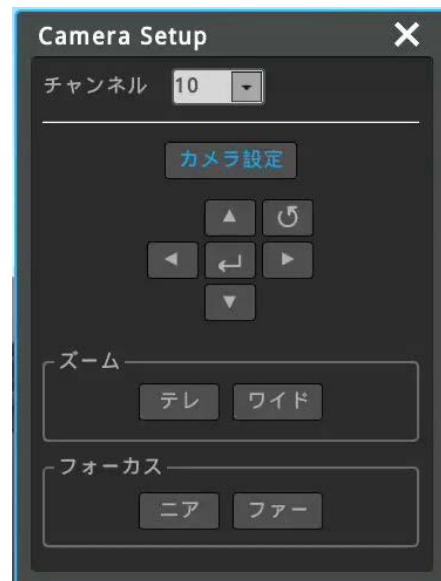 Camera Setup
チャンネル 10
カメラ設定
ズーム
テレ ワイド
フォーカス
ニア ファー